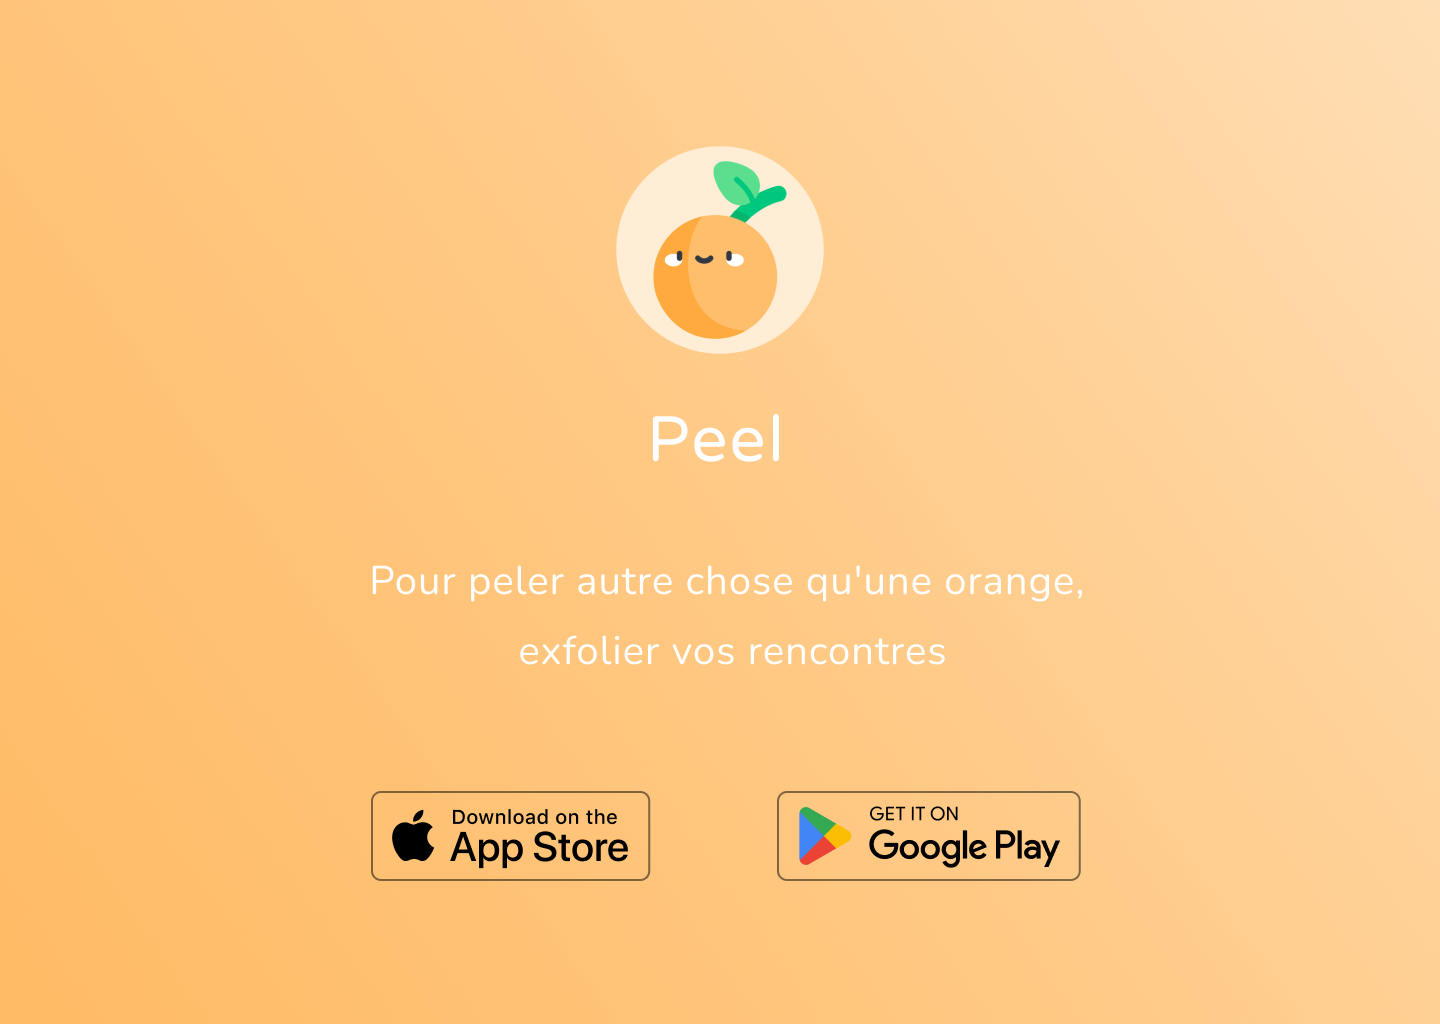 Peel
Pour peler autre chose qu'une orange,
exfolier vos rencontres
Download on the
App Store
GET IT ON
Google Play